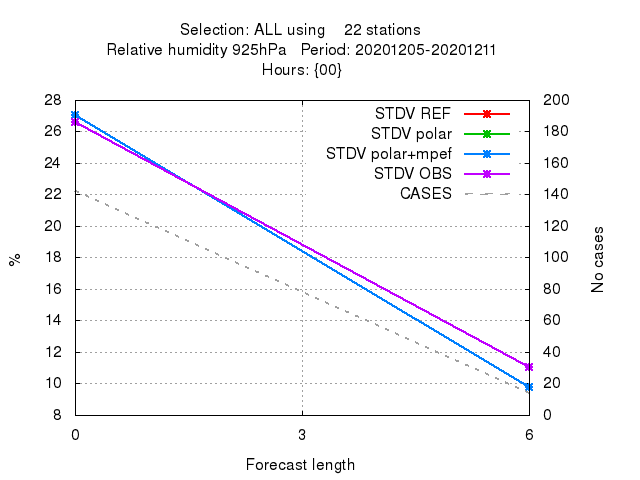 Selection: ALL using    22 stations
Relative humidity 925hPa   Period: 20201205-20201211
Hours: {00}
28 200
26 180
24 160
22 140
20 120
18 100
16 80
14 60
12 40
10 20
8 0
STDV REF
STDV polar
STDV polar+mpef
STDV OBS
CASES
%
No cases
0 3 6
Forecast length